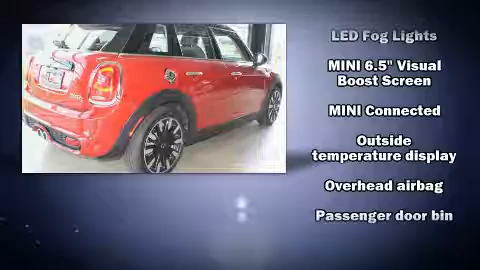 LED Fog Lights
MINI 6.5" Visual
Boost Screen
MINI Connected
Outside
temperature display
Overhead airbag
Passenger door bin